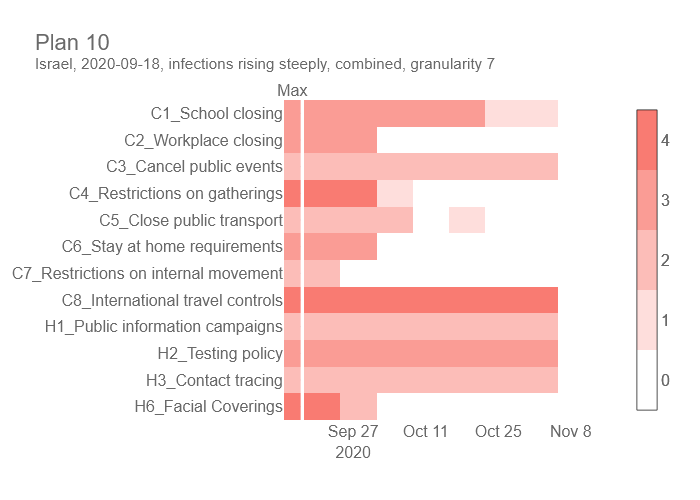 Plan 10
Israel, 2020-09-18, infections rising steeply, combined, granularity 7
Max
C1_School closing
C2_Workplace closing
C3_Cancel public events
C4_Restrictions on gatherings
C5_Close public transport
C6_Stay at home requirements
C7_Restrictions on internal movement
C8_International travel controls
H1_Public information campaigns
H2_Testing policy
H3_Contact tracing
H6_Facial Coverings
Sep 27 Oct 11 Oct 25 Nov 8
2020
4
3
2
1
0